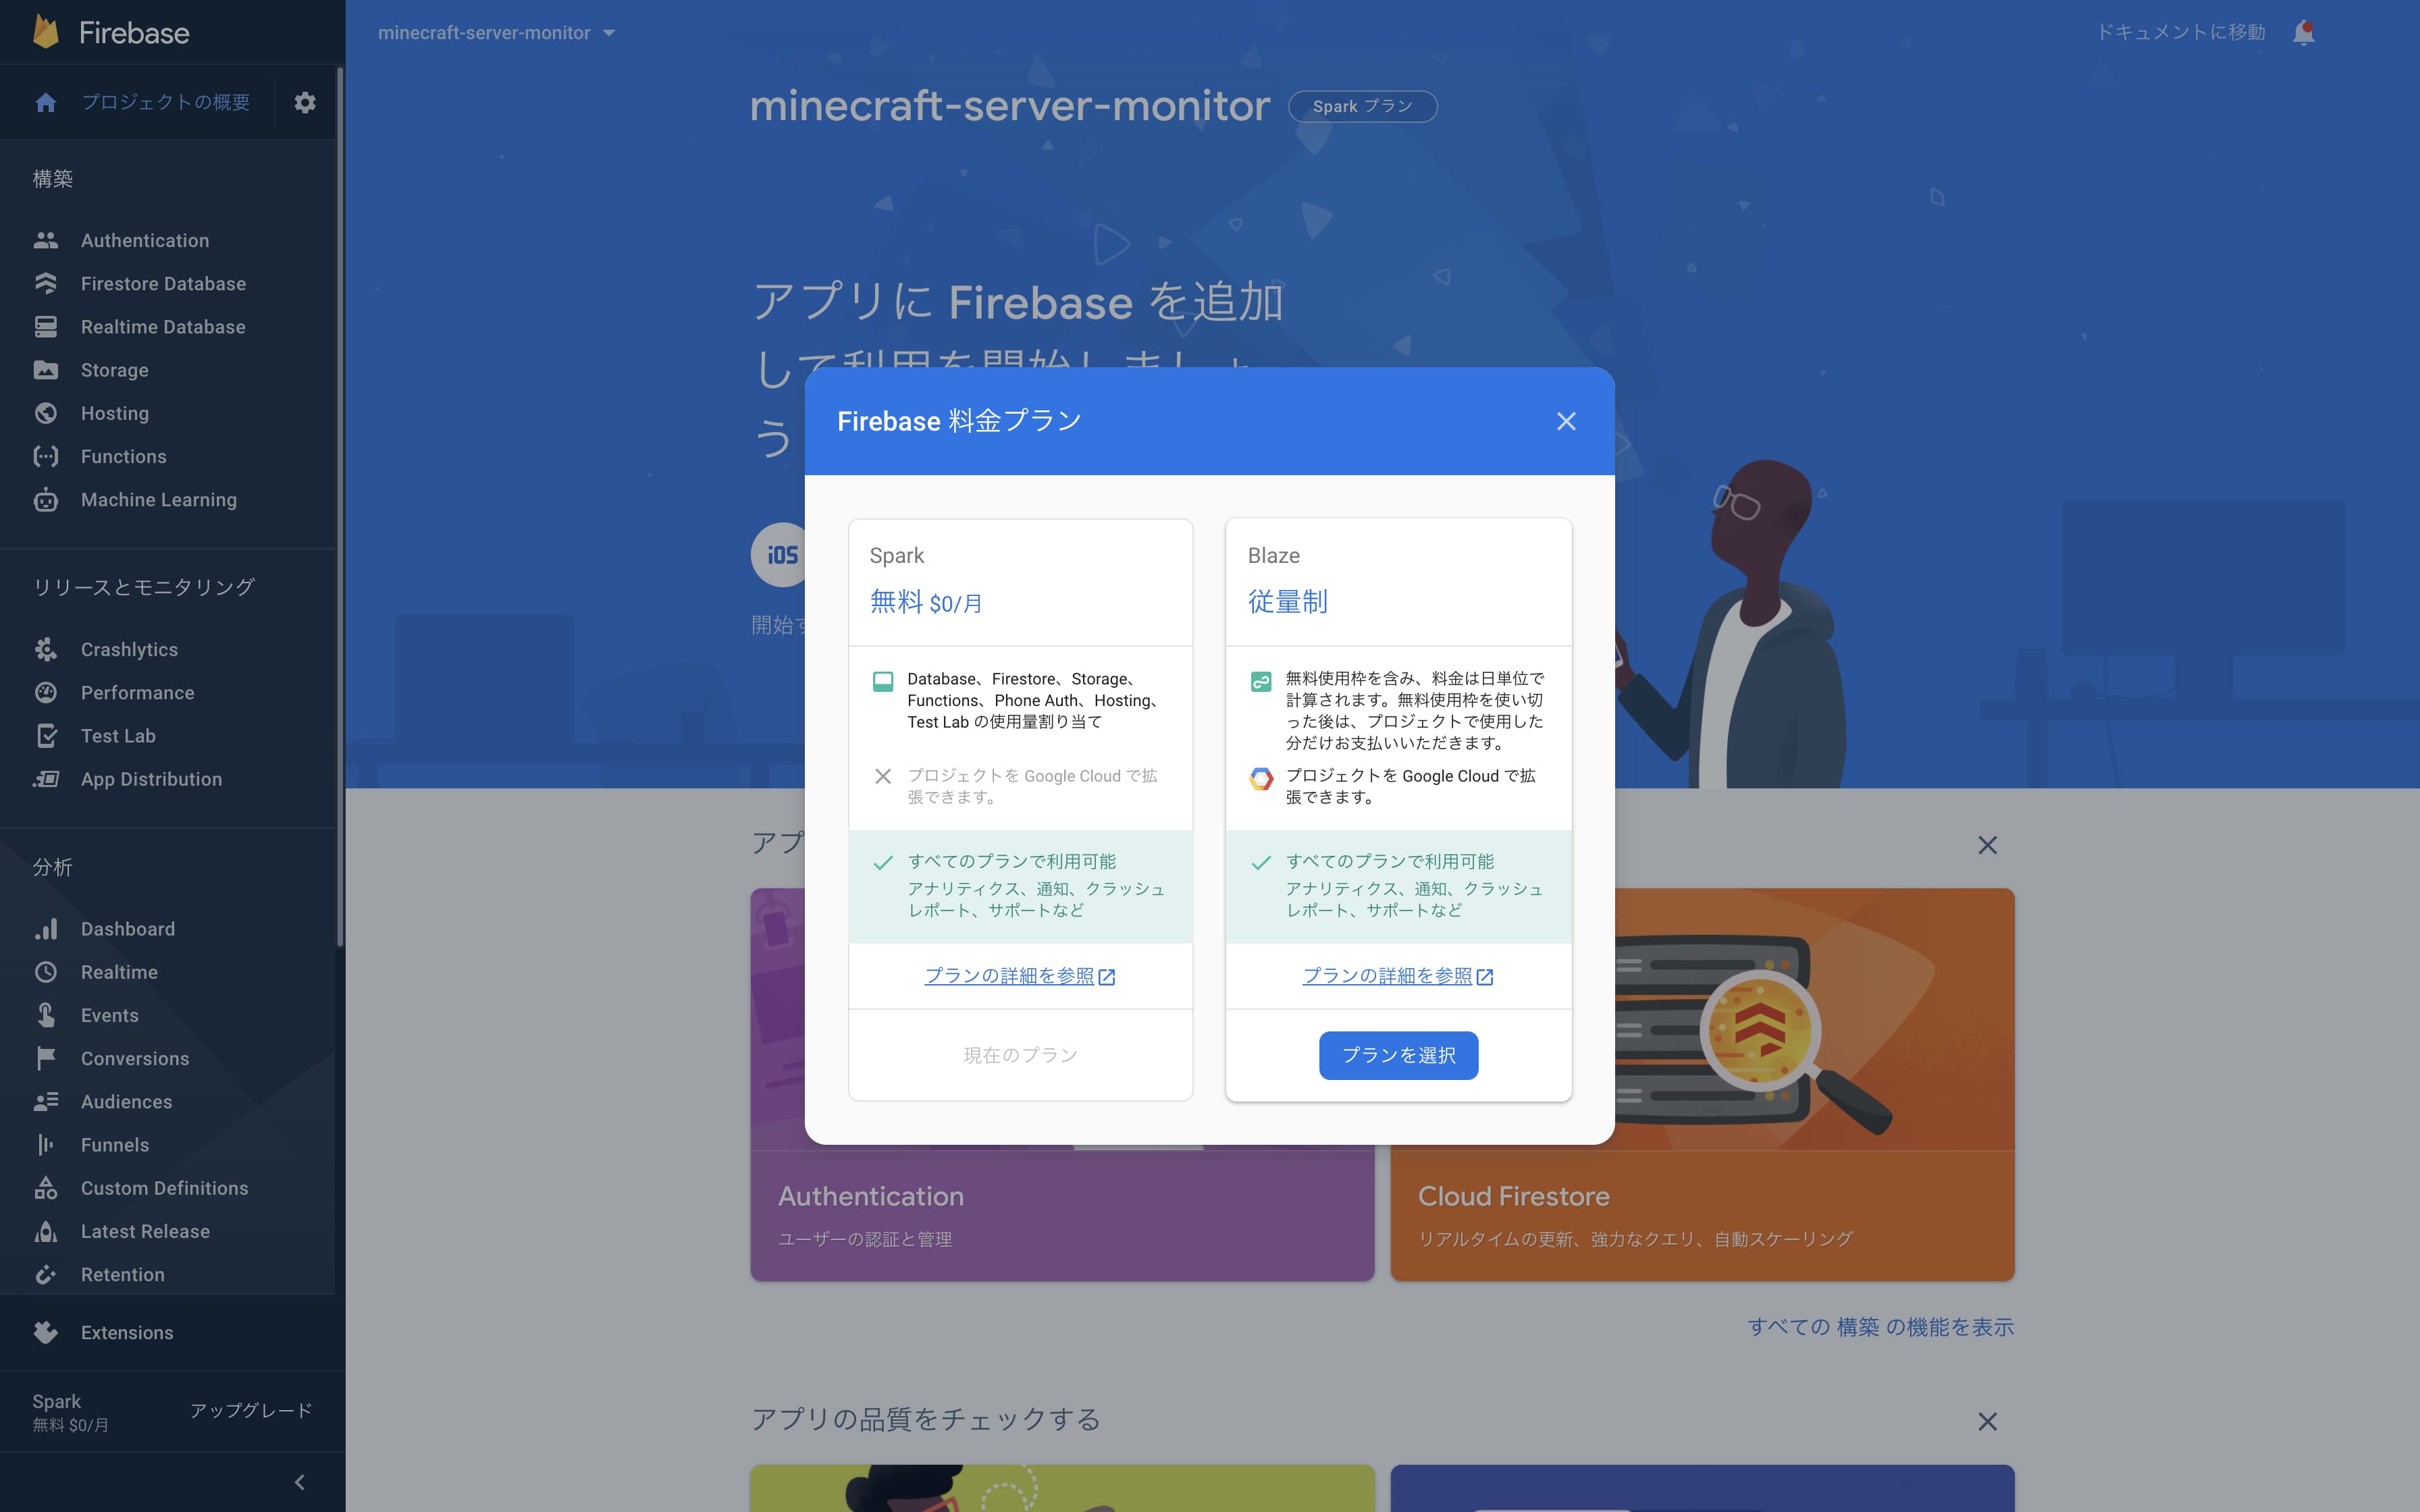 Firebase
プロジェクトの概要
構築
Authentication
Firestore Database
Realtime Database
Storage
Hosting
Functions
Machine Learning
リリースとモニタリング
Crashlytics
Performance
Test Lab
App Distribution
分析
Dashboard
Realtime
Events
Conversions
Audiences
Funnels
Custom Definitions
Latest Release
Retention
Extensions
Spark
無料 $0/月
アップグレード
minecraft-server-monitor
ドキュメントに移動
minecraft-server-monitor
Spark プラン
アプリに Firebase を追加
して利用を開始しましょ
う
iOS
開始す
Firebase 料金プラン
Spark
無料 $0/月
Database、Firestore、Storage、
Functions、Phone Auth、Hosting、
Test Lab の使用量割り当て
プロジェクトを Google Cloud で拡
張できます。
すべてのプランで利用可能
アナリティクス、通知、クラッシュ
レポート、サポートなど
プランの詳細を参照
現在のプラン
Blaze
従量制
無料使用枠を含み、料金は日単位で
計算されます。無料使用枠を使い切
った後は、プロジェクトで使用した
分だけお支払いいただきます。
プロジェクトを Google Cloud で拡
張できます。
すべてのプランで利用可能
アナリティクス、通知、クラッシュ
レポート、サポートなど
プランの詳細を参照
プランを選択
アプ
Authentication
ユーザーの認証と管理
Cloud Firestore
リアルタイムの更新、強力なクエリ、自動スケーリング
すべての 構築 の機能を表示
アプリの品質をチェックする